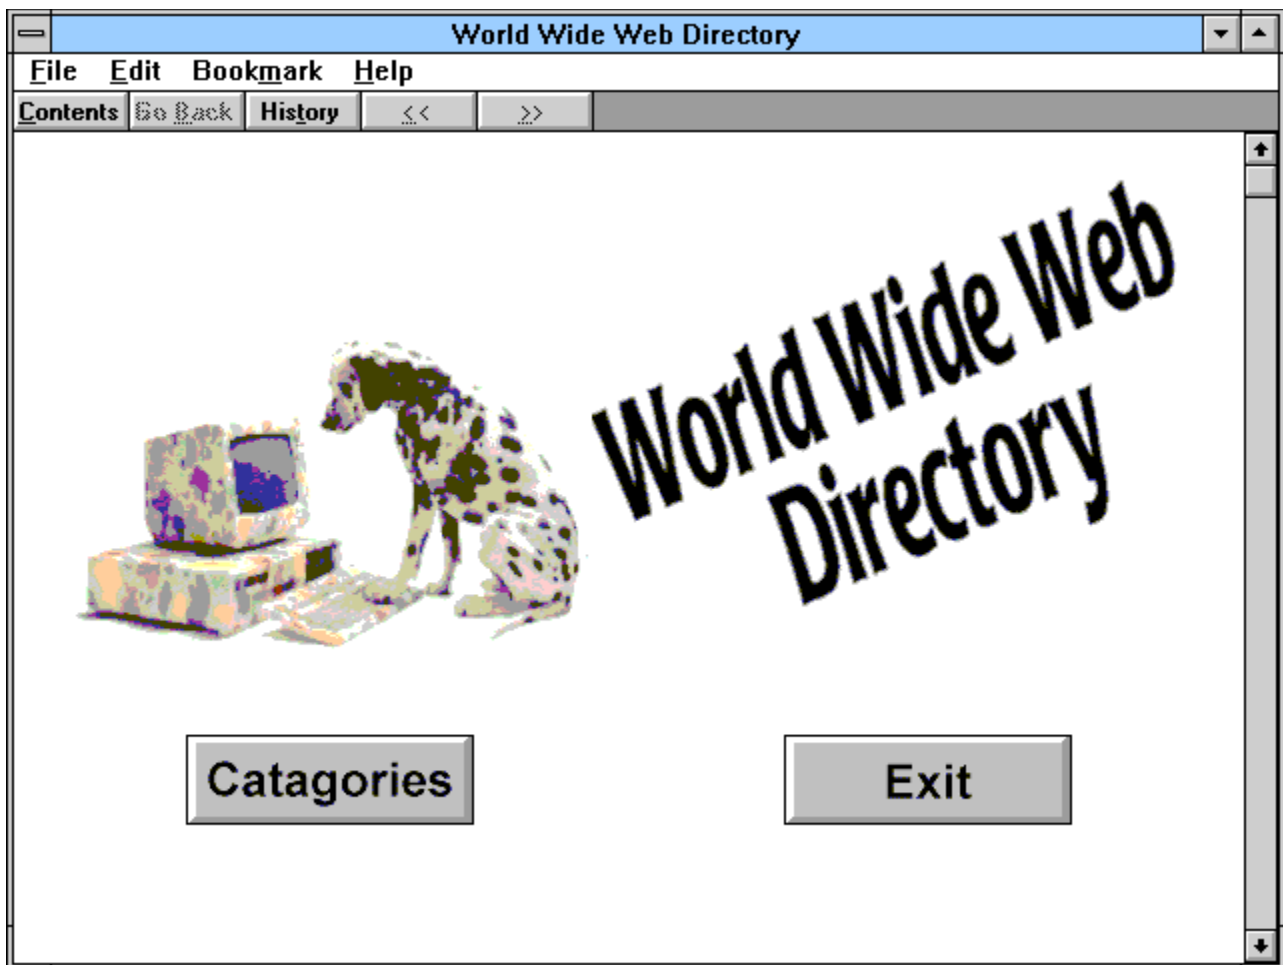 World Wide Web Directory
File Edit Bookmark Help
Contents Go Back History << >>
World Wide Web
Directory
Catagories Exit